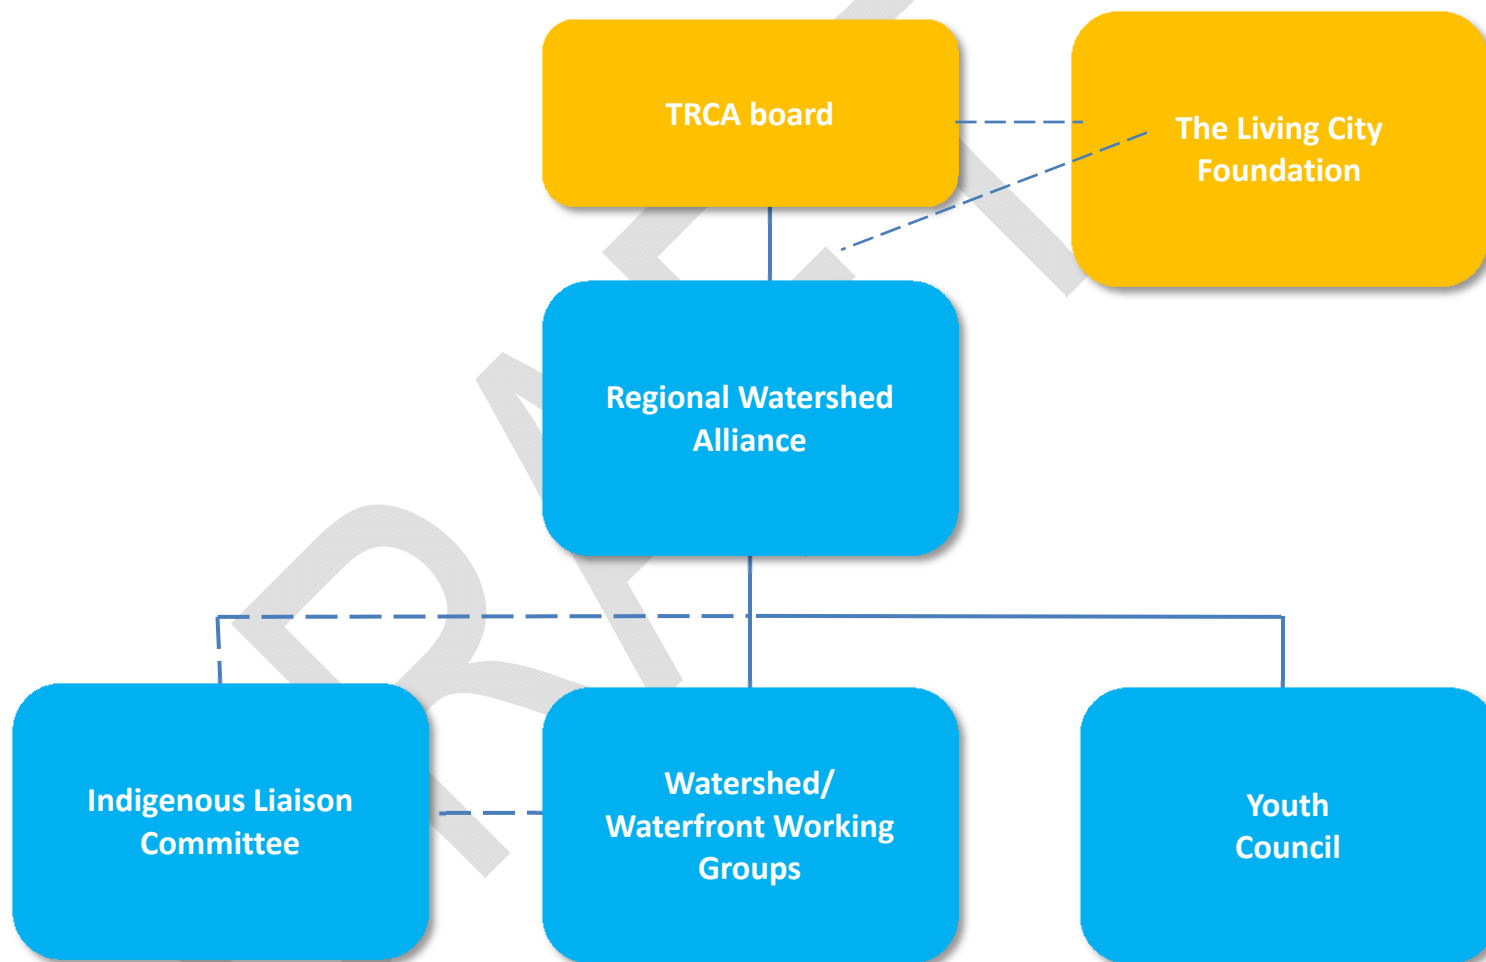 TRCA board
The Living City
Foundation
Regional Watershed
Alliance
Indigenous Liaison
Committee
Watershed/
Waterfront Working
Groups
Youth
Council
DRAFT